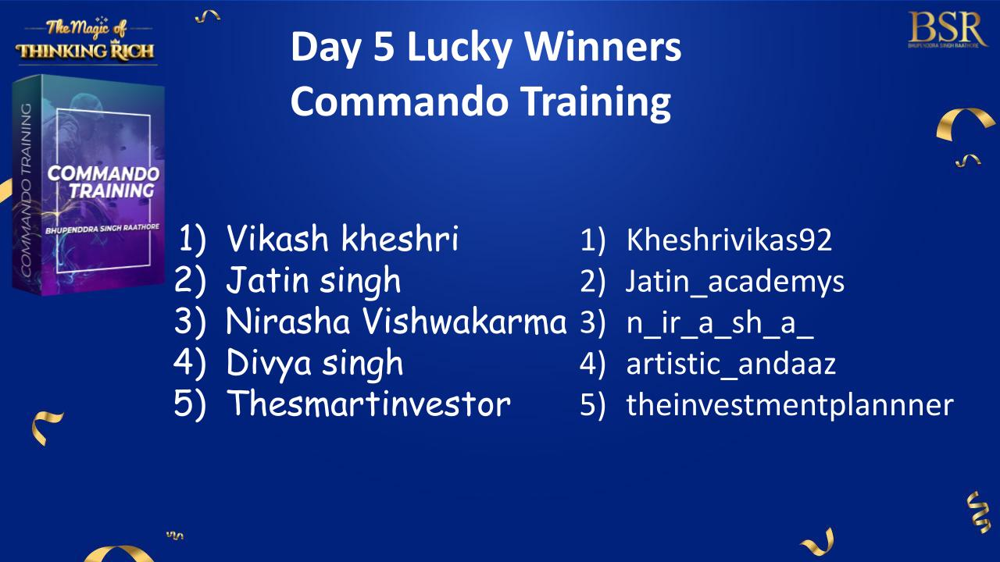 The Magic of
THINKING RICH
BSR
BHUPENDDRA SINGH RAATHORE
Day 5 Lucky Winners
Commando Training
COMMANDO TRAINING
COMMANDO
TRAINING
BHUPENDDRA SINGH RAATHORE
1) Vikash kheshri
2) Jatin singh
3) Nirasha Vishwakarma
4) Divya singh
5) Thesmartinvestor
1) Kheshrivikas92
2) Jatin_academys
3) n_ir_a_sh_a_
4) artistic_andaaz
5) theinvestmentplannner